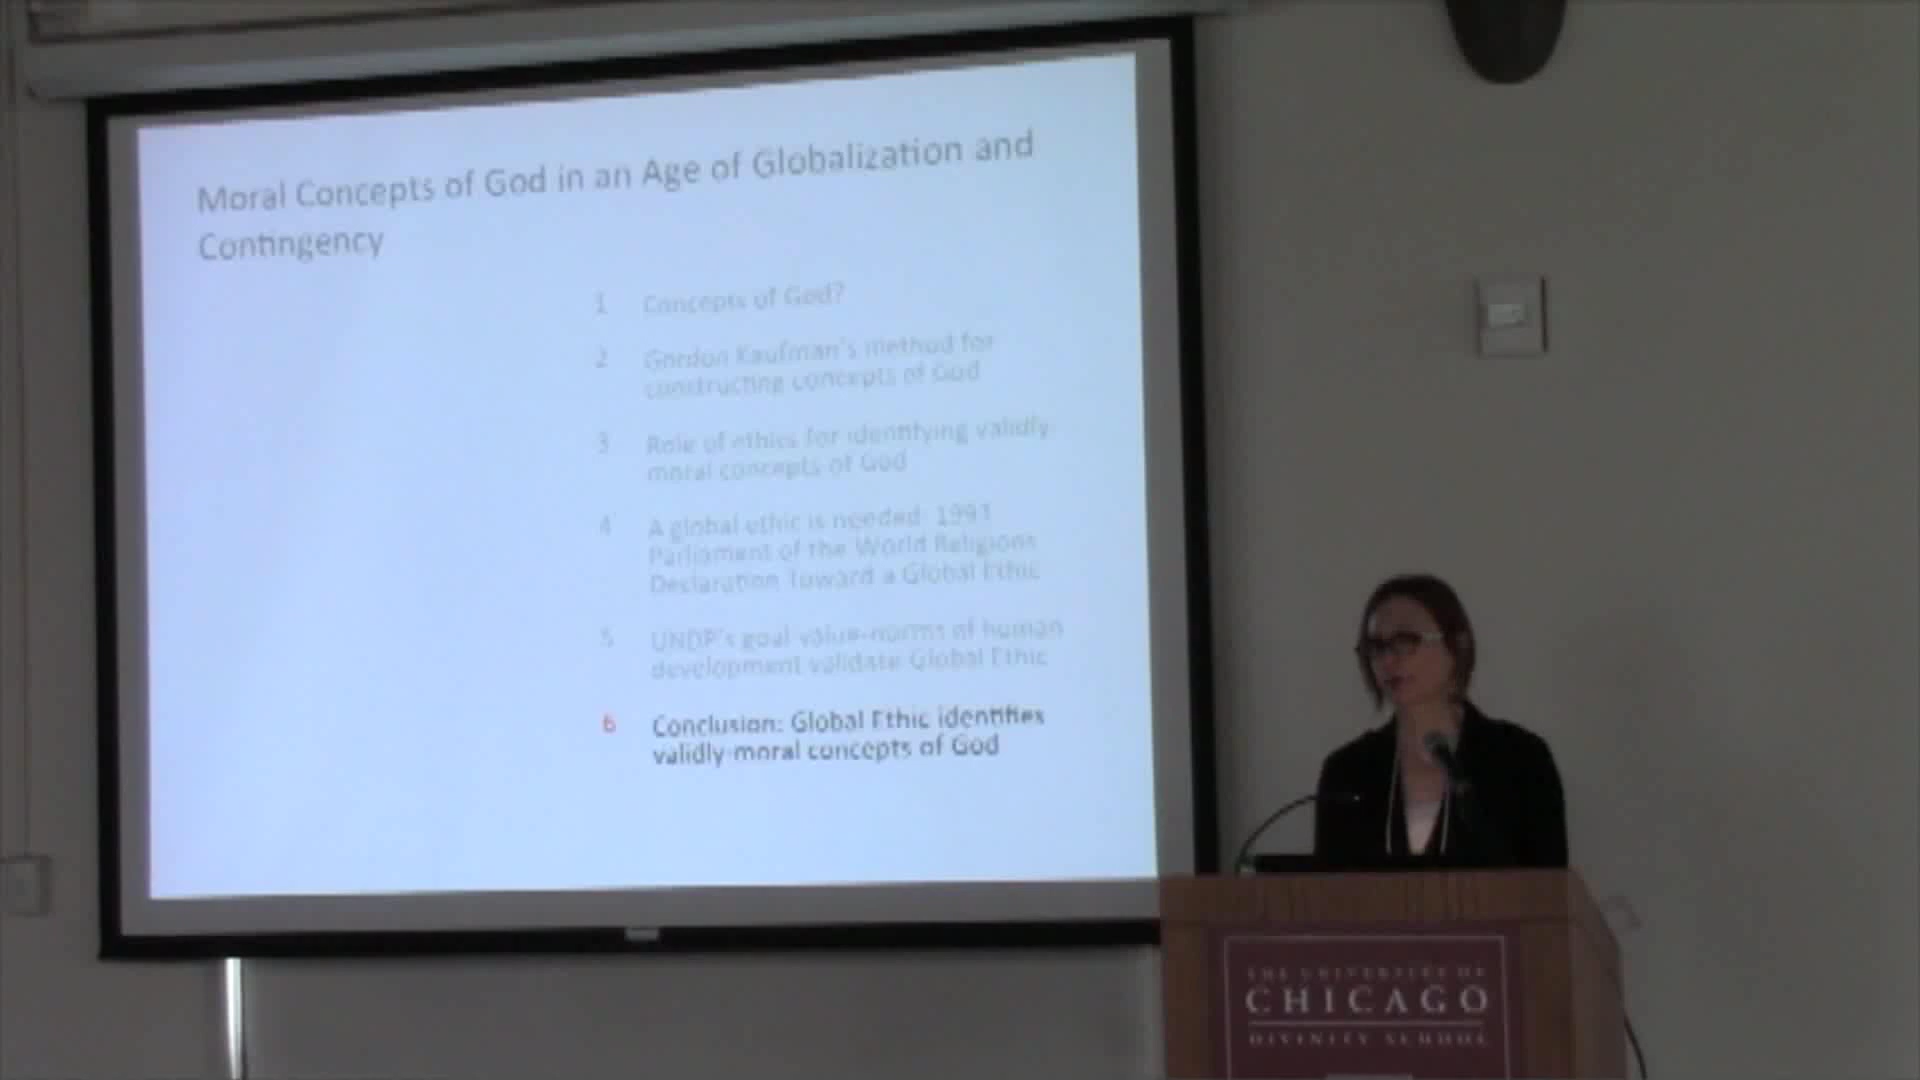 Moral Concepts of God in an Age of Globalization and
Contingency
1 Concepts of God?
2 Gordon Kaufman's method for
constructing concepts of God
3 Role of ethics for identifying validly
moral concepts of God
4 A global ethic is needed: 1993
Parliament of the World Religions
Declaration Toward a Global Ethic
5 UNDP's goal value-norms of human
development validate Global Ethic
6 Conclusion: Global Ethic identifies
validly moral concepts of God
THE UNIVERSITY OF
CHICAGO
DIVINITY SCHOOL